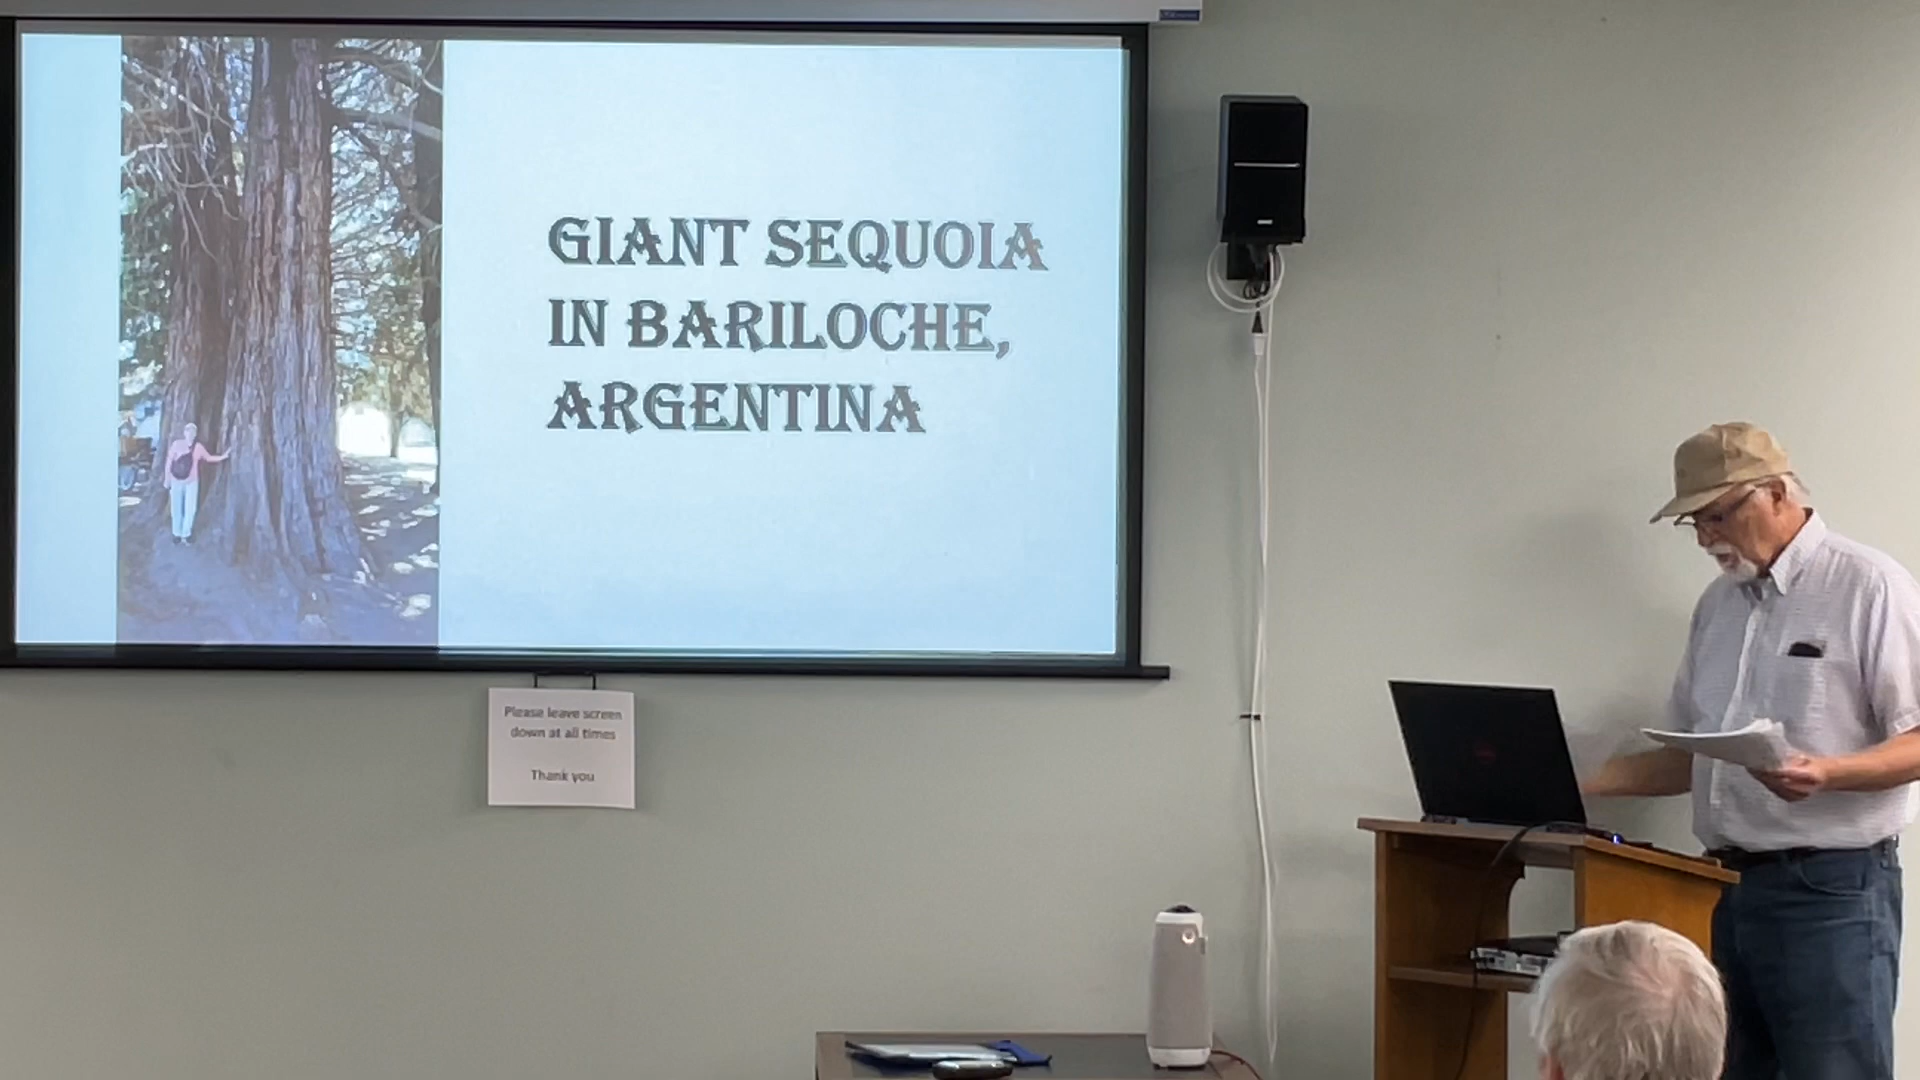 GIANT SEQUOIA
IN BARILOCHE,
ARGENTINA
Please leave screen
down at all times
Thank you